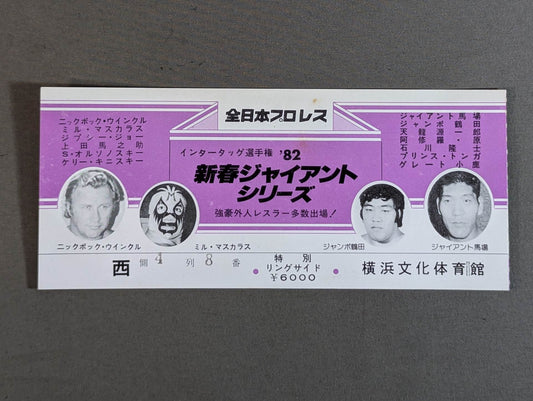 全日本プロレス
ニックボック・ウインクル
ミル・マスカラス
ジプシー・ジョー
上田馬之助
S・オルソノスキー
ケリー・キニスキー
インタータッグ選手権 '82
新春ジャイアント
シリーズ
強豪外人レスラー多数出場!
ジャイアント馬場
ジャンボ鶴田
天龍源一郎
阿修羅・原
石川隆士
プリンス・トンガ
グレート小鹿
ニックボック・ウインクル
ミル・マスカラス
ジャンボ鶴田
ジャイアント馬場
西 側 4 列 8 番
・特別リングサイド・
¥6000
横浜文化体育館